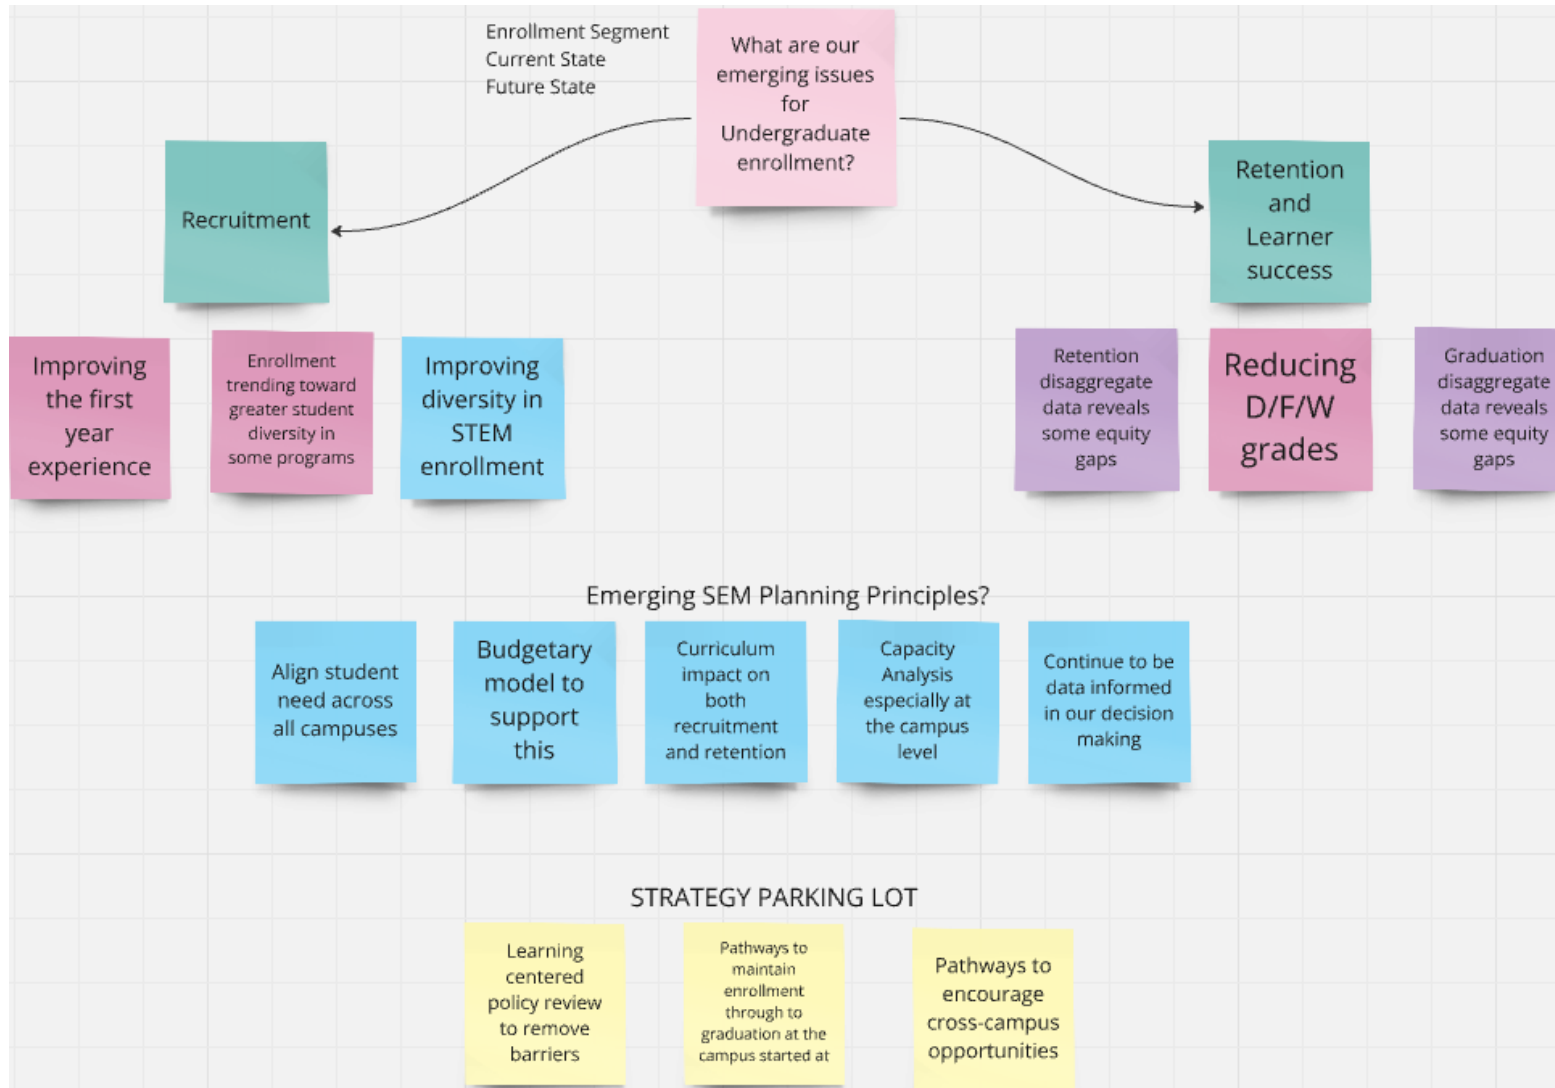 Enrollment Segment
Current State
Future State
What are our
emerging issues
for
Undergraduate
enrollment?
Recruitment
Retention
and
Learner
success
Improving
the first
year
experience
Enrollment
trending toward
greater student
diversity in
some programs
Improving
diversity in
STEM
enrollment
Retention
disaggregate
data reveals
some equity
gaps
Reducing
D/F/W
grades
Graduation
disaggregate
data reveals
some equity
gaps
Emerging SEM Planning Principles?
Align student
need across
all campuses
Budgetary
model to
support
this
Curriculum
impact on
both
recruitment
and retention
Capacity
Analysis
especially at
the campus
level
Continue to be
data informed
in our decision
making
STRATEGY PARKING LOT
Learning
centered
policy review
to remove
barriers
Pathways to
maintain
enrollment
through to
graduation at the
campus started at
Pathways to
encourage
cross-campus
opportunities